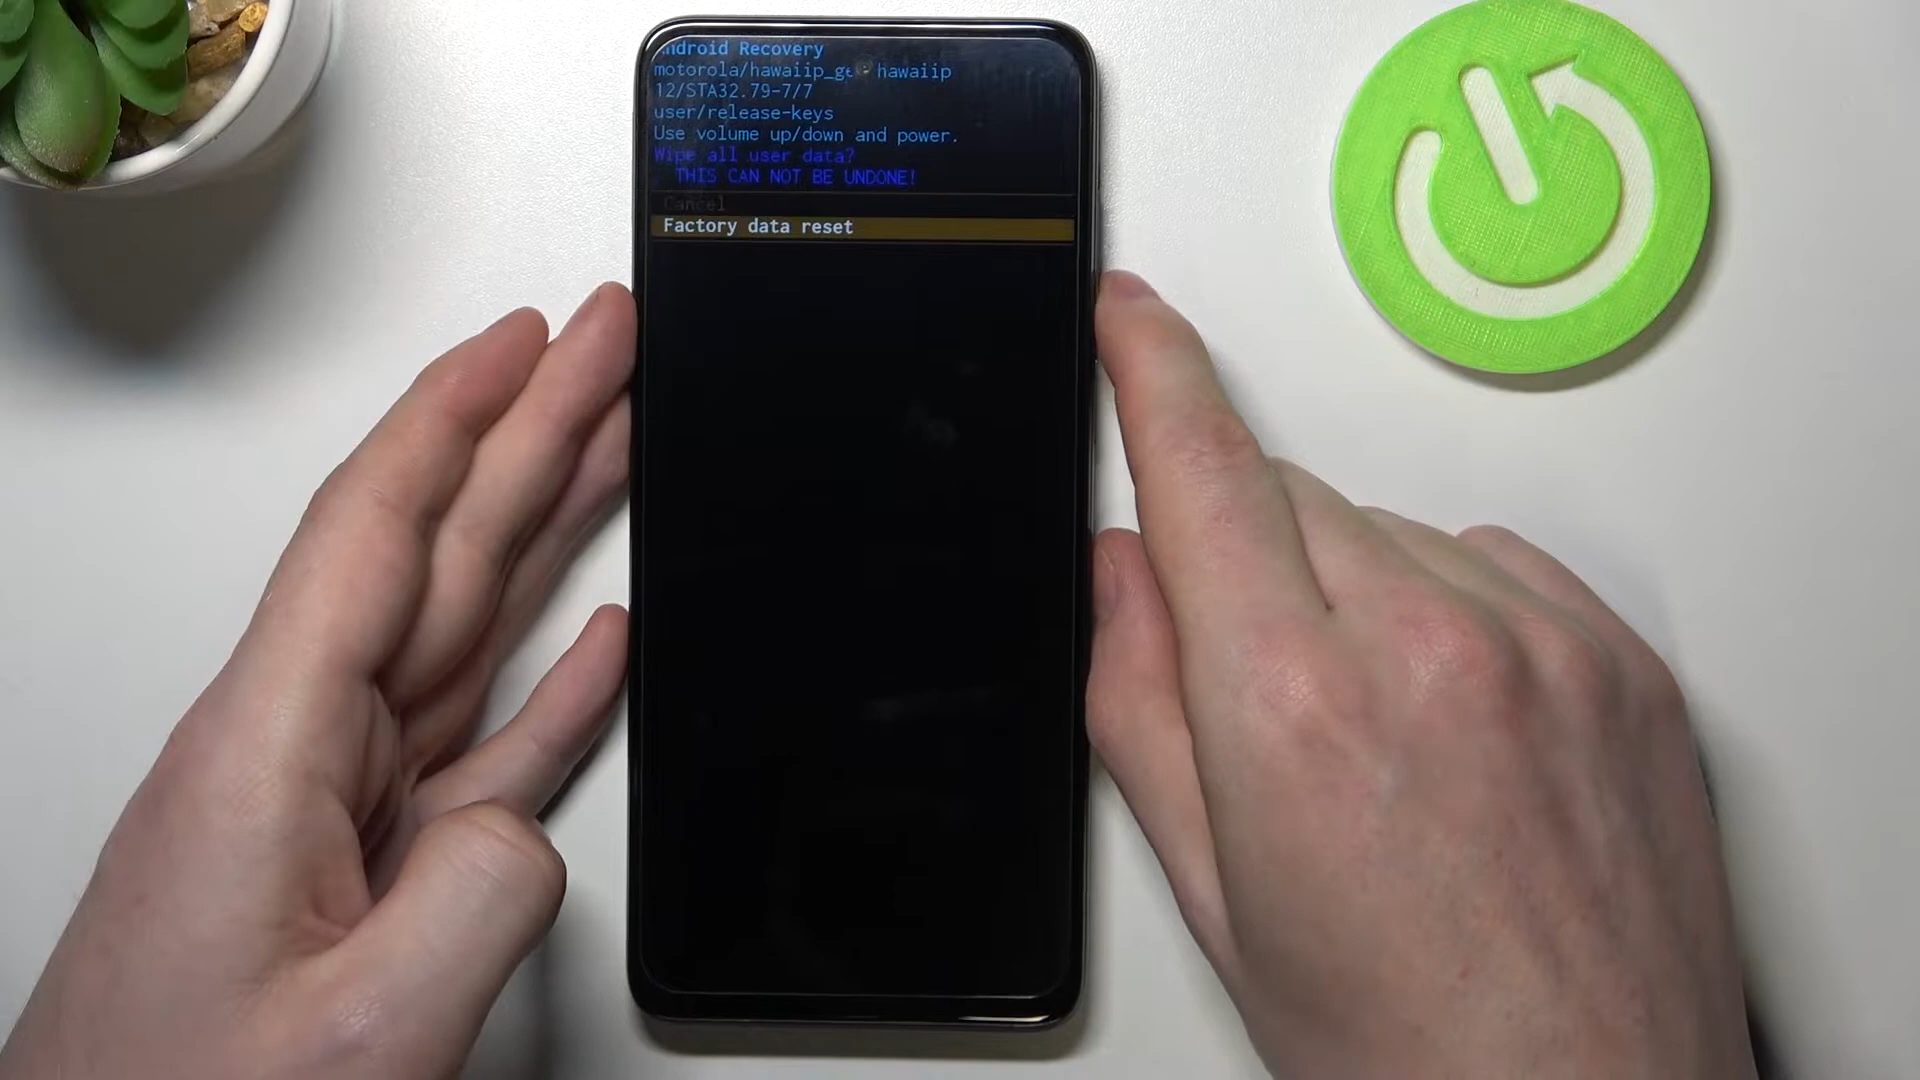 ndroid Recovery
motorola/hawaiip_ge hawaiip
12/STA32.79-7/7
user/release-keys
Use volume up/down and power.
Wipe all user data?
THIS CAN NOT BE UNDONE!
Cancel
Factory data reset